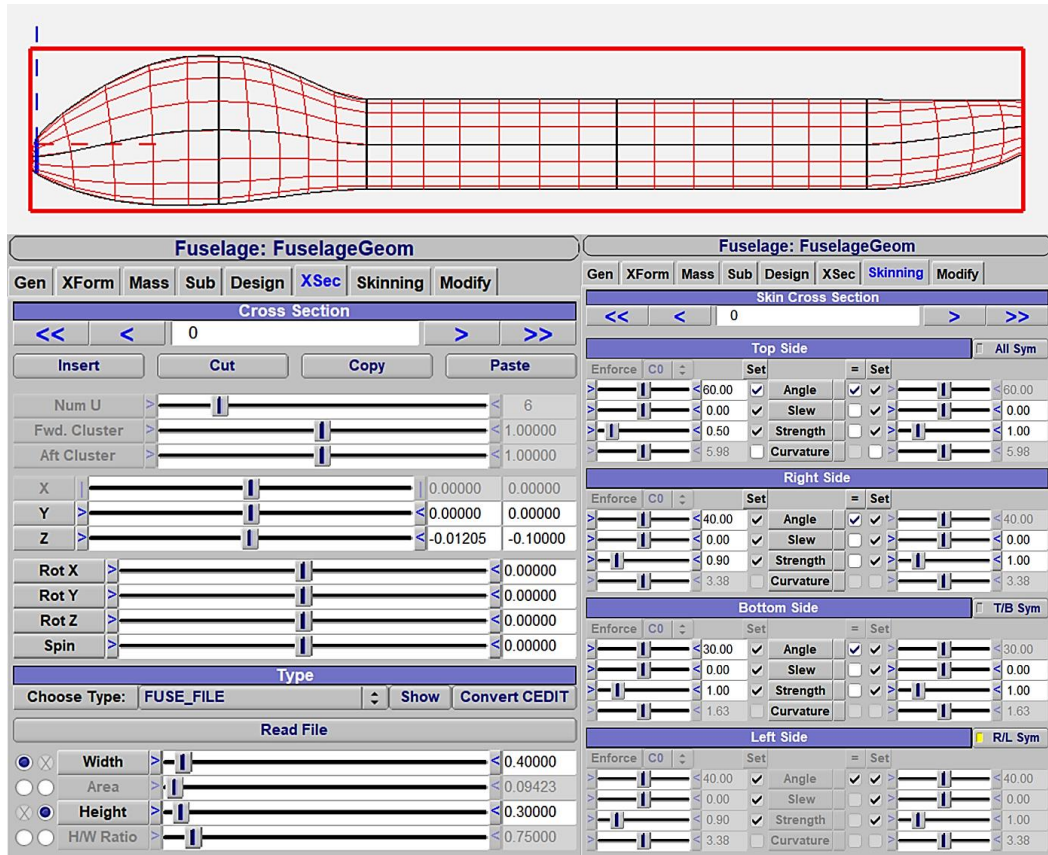 Fuselage: FuselageGeom
Gen XForm Mass Sub Design XSec Skinning Modify
Cross Section
<< < 0 > >>
Insert Cut Copy Paste
Num U > < 6
Fwd. Cluster > < 1.00000
Aft Cluster > < 1.00000
X | | 0.00000 0.00000
Y > < 0.00000 0.00000
Z > < -0.01205 -0.10000
Rot X > < 0.00000
Rot Y > < 0.00000
Rot Z > < 0.00000
Spin > < 0.00000
Type
Choose Type: FUSE_FILE Show Convert CEDIT
Read File
Width > < 0.40000
Area > < 0.09423
Height > < 0.30000
H/W Ratio > < 0.75000
Fuselage: FuselageGeom
Gen XForm Mass Sub Design XSec Skinning Modify
Skin Cross Section
<< < 0 > >>
Top Side All Sym
Enforce C0 Set = Set
> < 60.00 Angle > < 60.00
> < 0.00 Slew > < 0.00
> < 0.50 Strength > < 1.00
> < 5.98 Curvature > < 5.98
Right Side
Enforce C0 Set = Set
> < 40.00 Angle > < 40.00
> < 0.00 Slew > < 0.00
> < 0.90 Strength > < 1.00
> < 3.38 Curvature > < 3.38
Bottom Side T/B Sym
Enforce C0 Set = Set
> < 30.00 Angle > < 30.00
> < 0.00 Slew > < 0.00
> < 1.00 Strength > < 1.00
> < 1.63 Curvature > < 1.63
Left Side R/L Sym
Enforce C0 Set = Set
> < 40.00 Angle > < 40.00
> < 0.00 Slew > < 0.00
> < 0.90 Strength > < 1.00
> < 3.38 Curvature > < 3.38